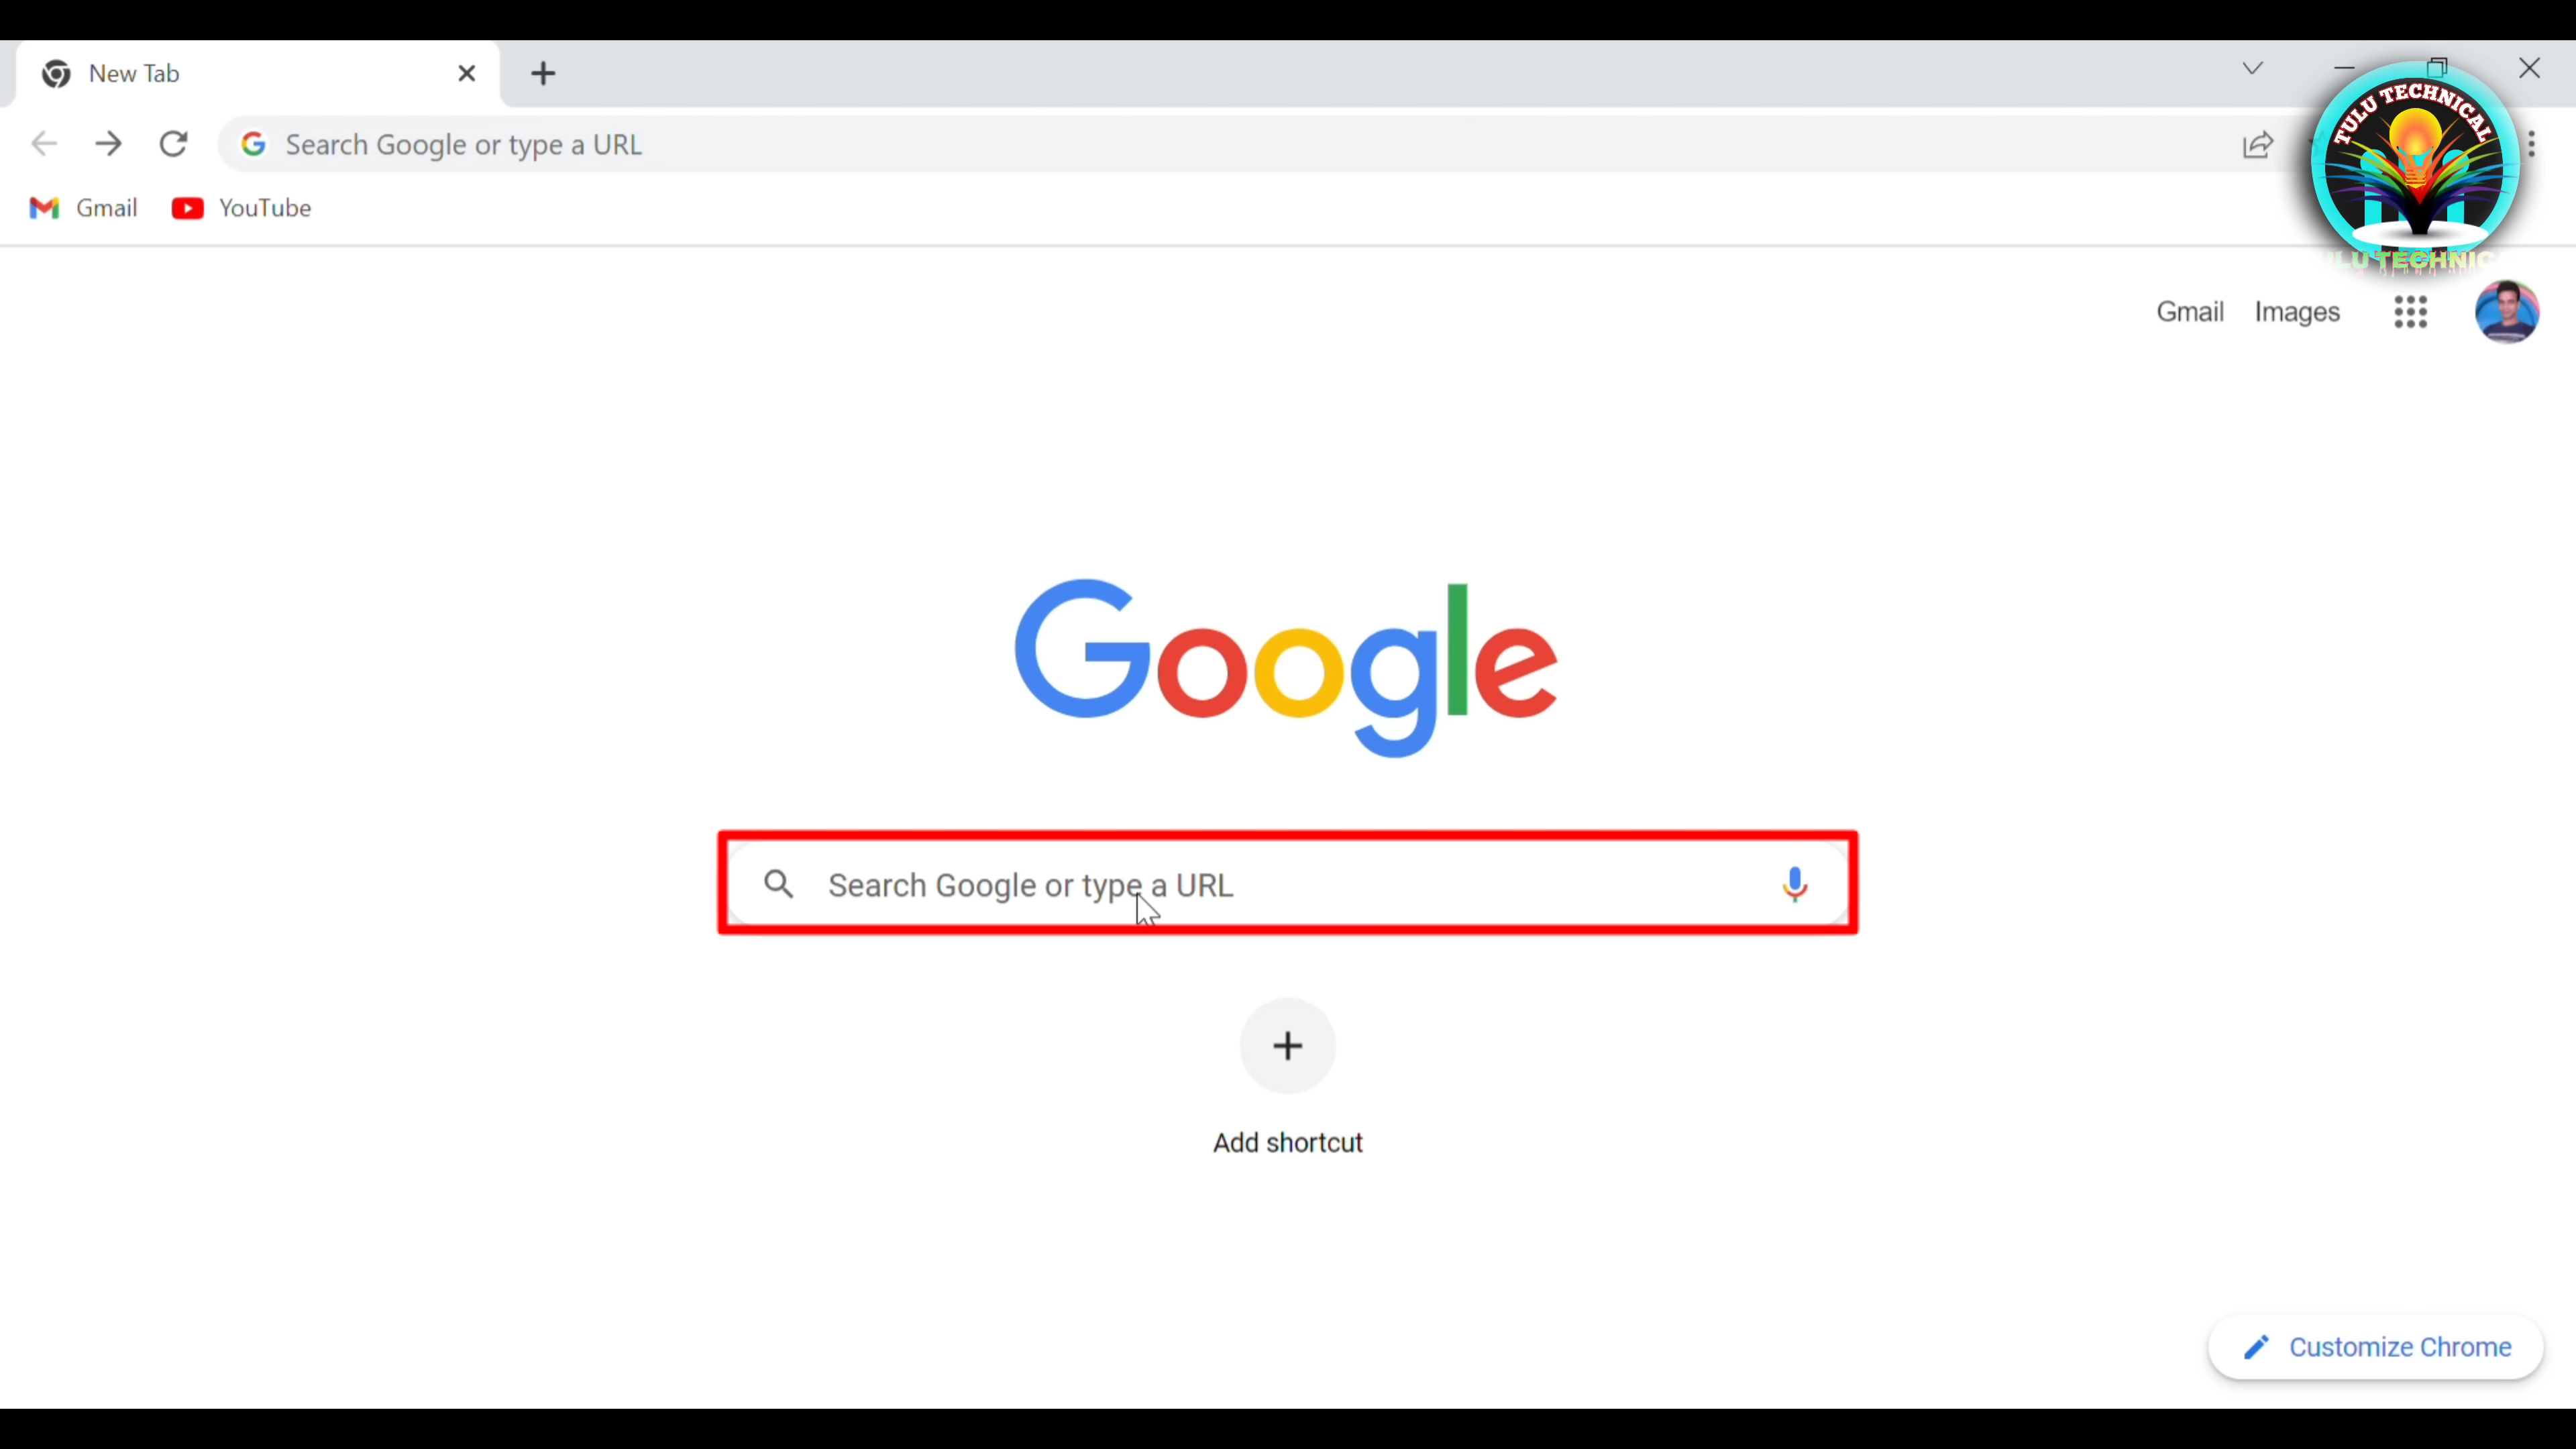 New Tab
Search Google or type a URL
Gmail
YouTube
TULU TECHNICAL
Gmail
Images
Google
Search Google or type a URL
Add shortcut
Customize Chrome